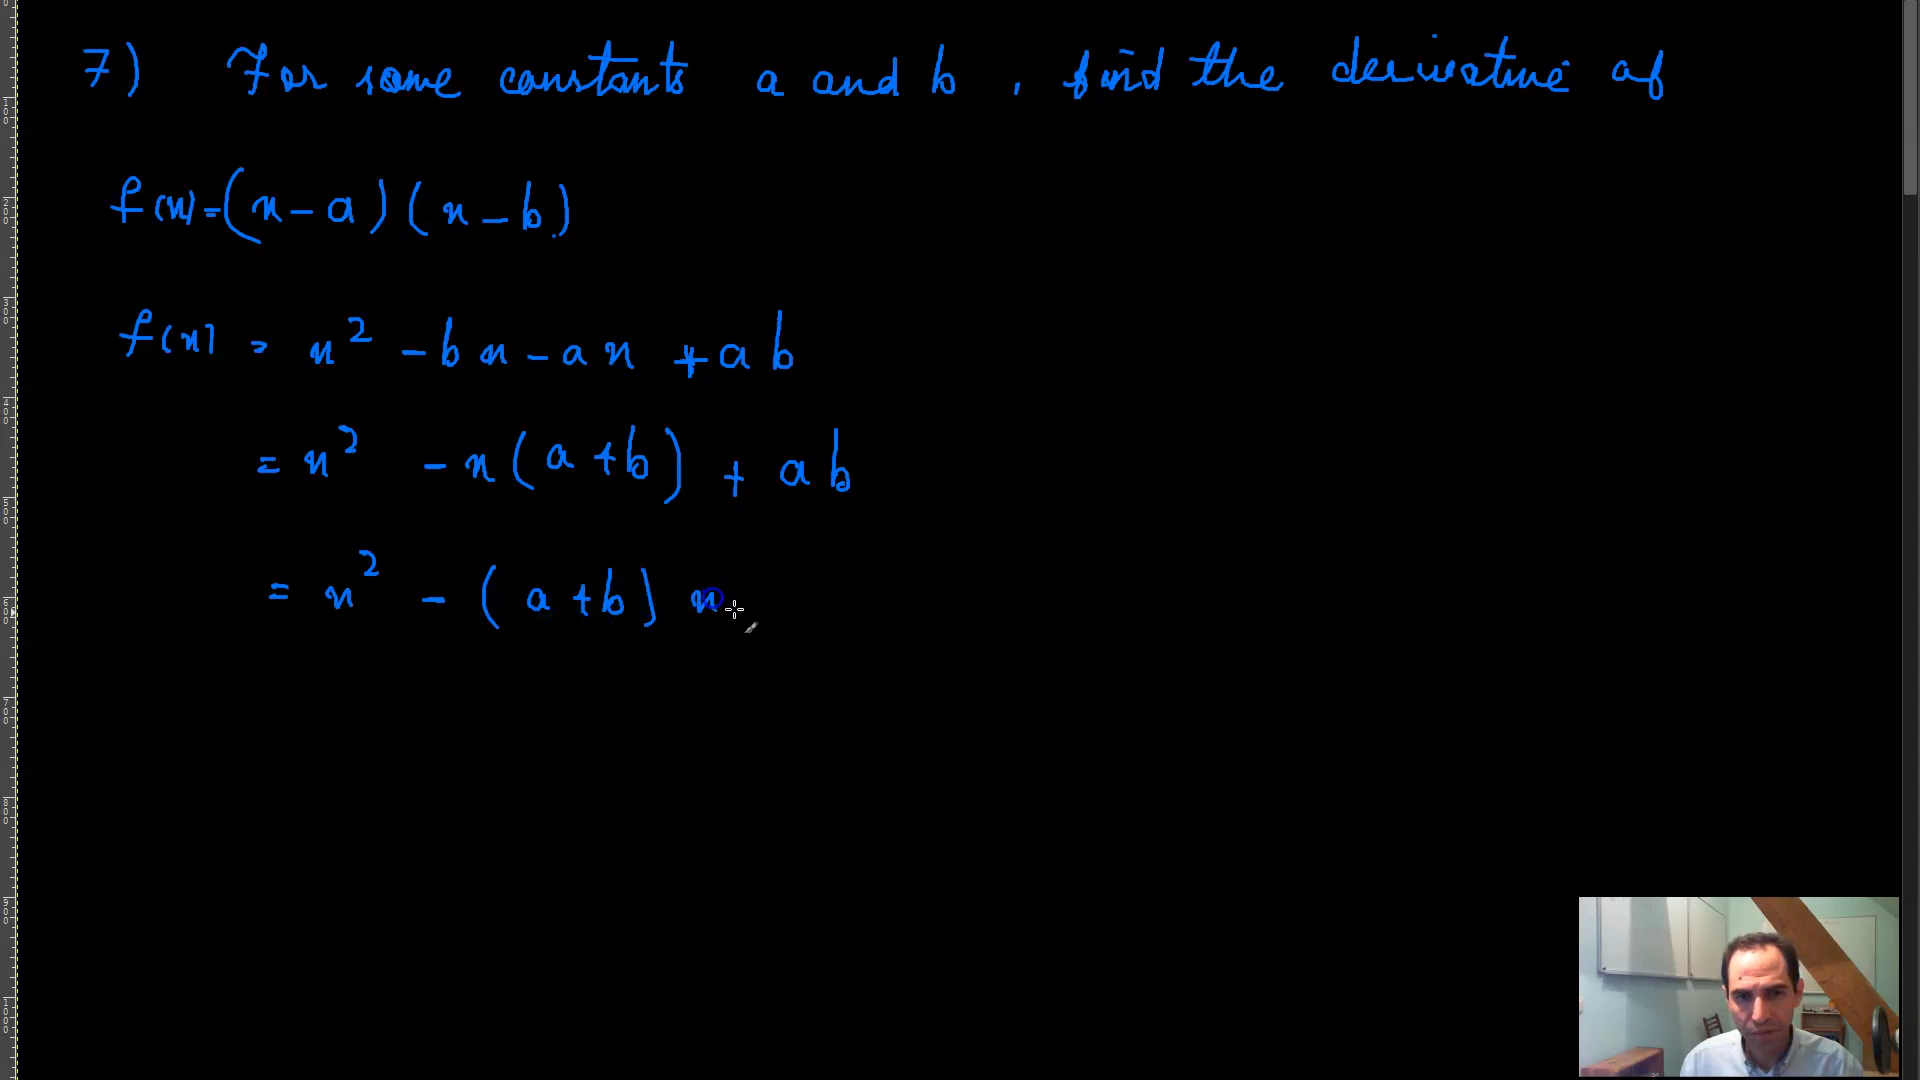 7) For some constants a and b, find the derivative of
f(x)=(x-a)(x-b)
f(x) = x² - bx - ax + ab
= x² - x(a+b) + ab
= x² - (a+b) x